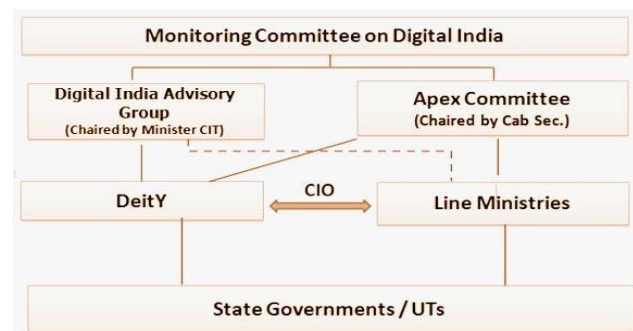 Monitoring Committee on Digital India
Digital India Advisory
Group
(Chaired by Minister CIT)
Apex Committee
(Chaired by Cab Sec.)
DeitY
CIO
Line Ministries
State Governments / UTs